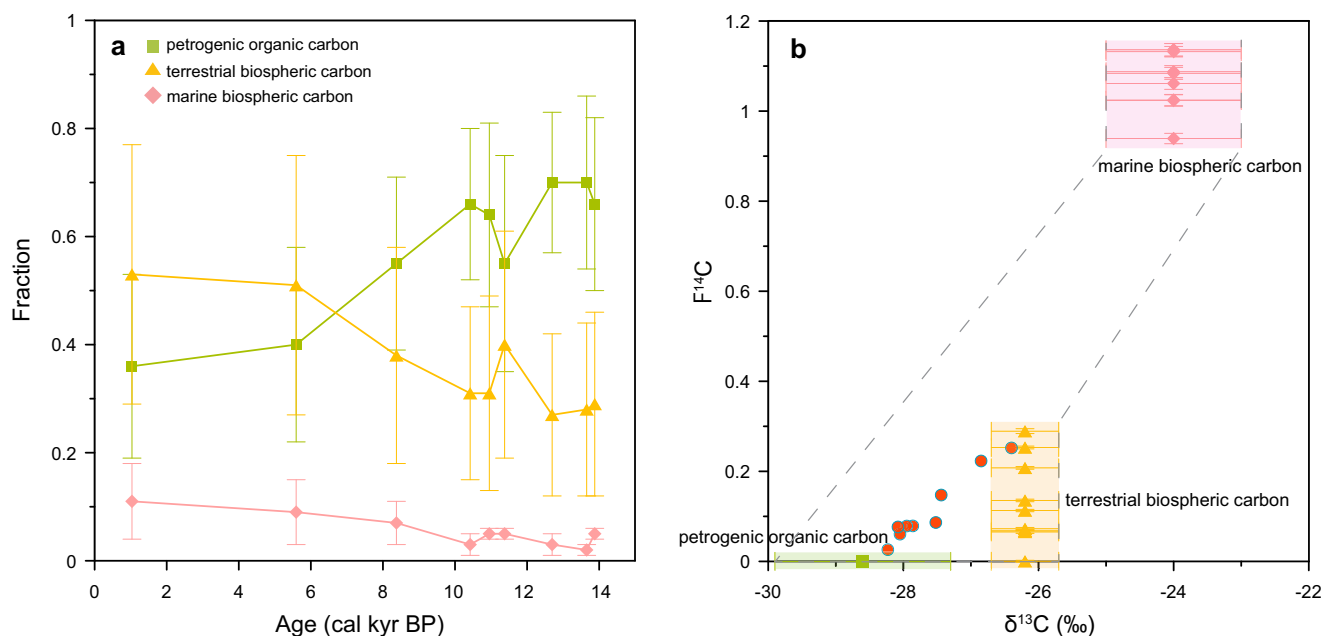 a
petrogenic organic carbon
terrestrial biospheric carbon
marine biospheric carbon
Fraction
1
0.8
0.6
0.4
0.2
0
0 2 4 6 8 10 12 14
Age (cal kyr BP)
b
F¹⁴C
1.2
1
0.8
0.6
0.4
0.2
0
marine biospheric carbon
terrestrial biospheric carbon
petrogenic organic carbon
-30 -28 -26 -24 -22
δ¹³C (‰)